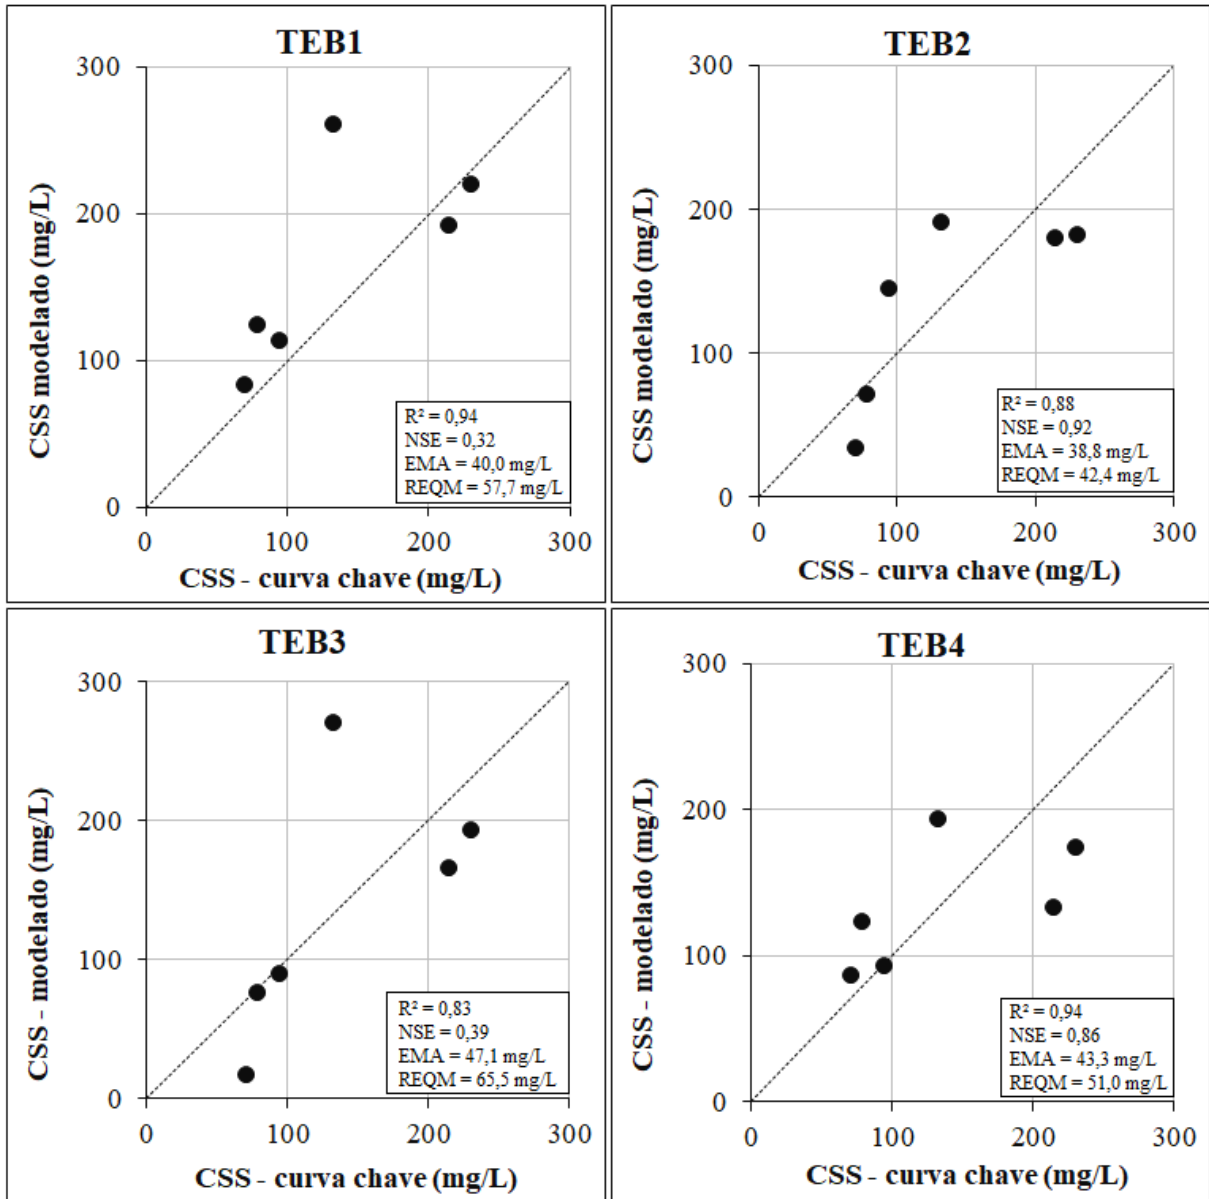 TEB1
CSS modelado (mg/L)
300
200
100
0
0 100 200 300
R² = 0,94
NSE = 0,32
EMA = 40,0 mg/L
REQM = 57,7 mg/L
CSS - curva chave (mg/L)
TEB2
CSS modelado (mg/L)
300
200
100
0
0 100 200 300
R² = 0,88
NSE = 0,92
EMA = 38,8 mg/L
REQM = 42,4 mg/L
CSS - curva chave (mg/L)
TEB3
CSS - modelado (mg/L)
300
200
100
0
0 100 200 300
R² = 0,83
NSE = 0,39
EMA = 47,1 mg/L
REQM = 65,5 mg/L
CSS - curva chave (mg/L)
TEB4
CSS - modelado (mg/L)
300
200
100
0
0 100 200 300
R² = 0,94
NSE = 0,86
EMA = 43,3 mg/L
REQM = 51,0 mg/L
CSS - curva chave (mg/L)